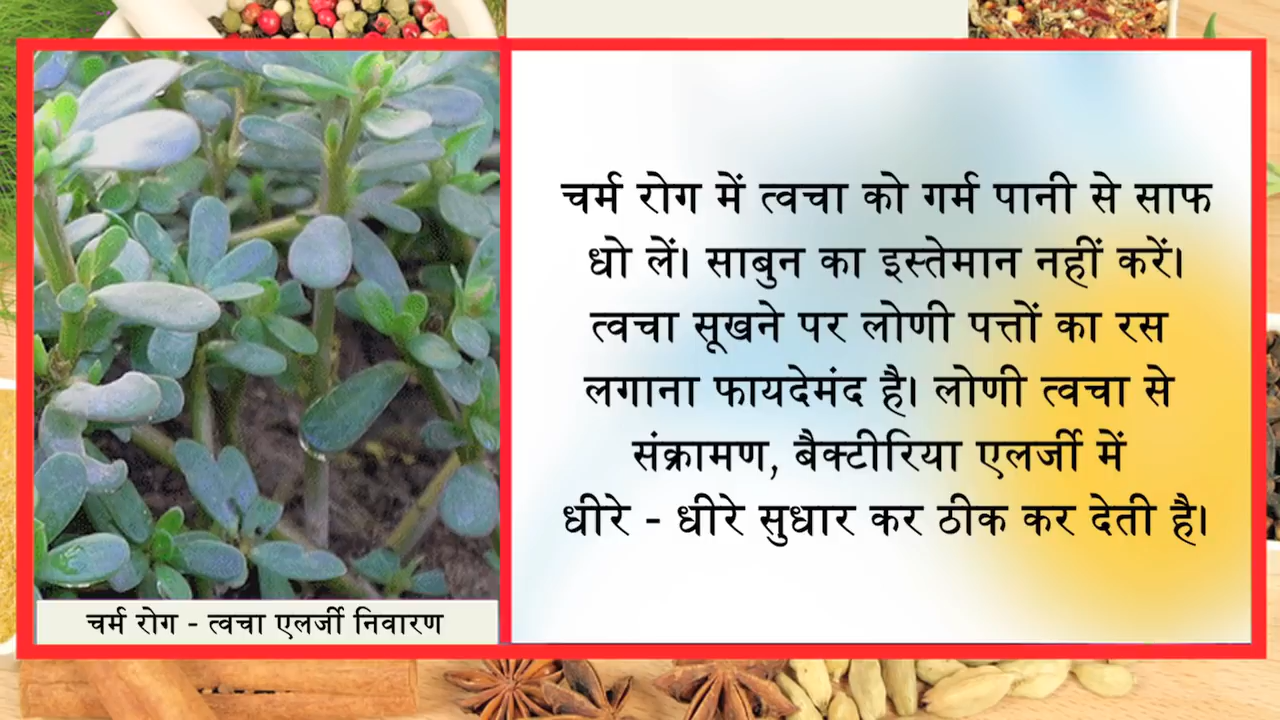 चर्म रोग में त्वचा को गर्म पानी से साफ
धो लें। साबुन का इस्तेमान नहीं करें।
त्वचा सूखने पर लोणी पत्तों का रस
लगाना फायदेमंद है। लोणी त्वचा से
संक्रामण, बैक्टीरिया एलर्जी में
धीरे - धीरे सुधार कर ठीक कर देती है।
चर्म रोग - त्वचा एलर्जी निवारण